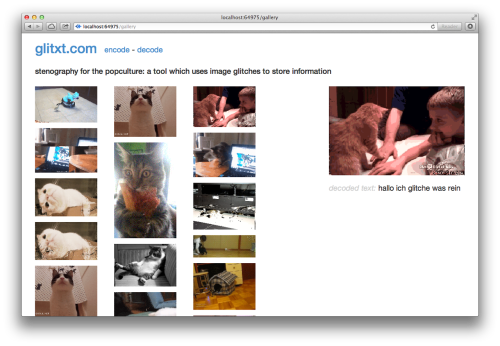 localhost:64975/gallery
localhost:64975/gallery
Reader
glitxt.com encode - decode
stenography for the popculture: a tool which uses image glitches to store information
decoded text: hallo ich glitche was rein